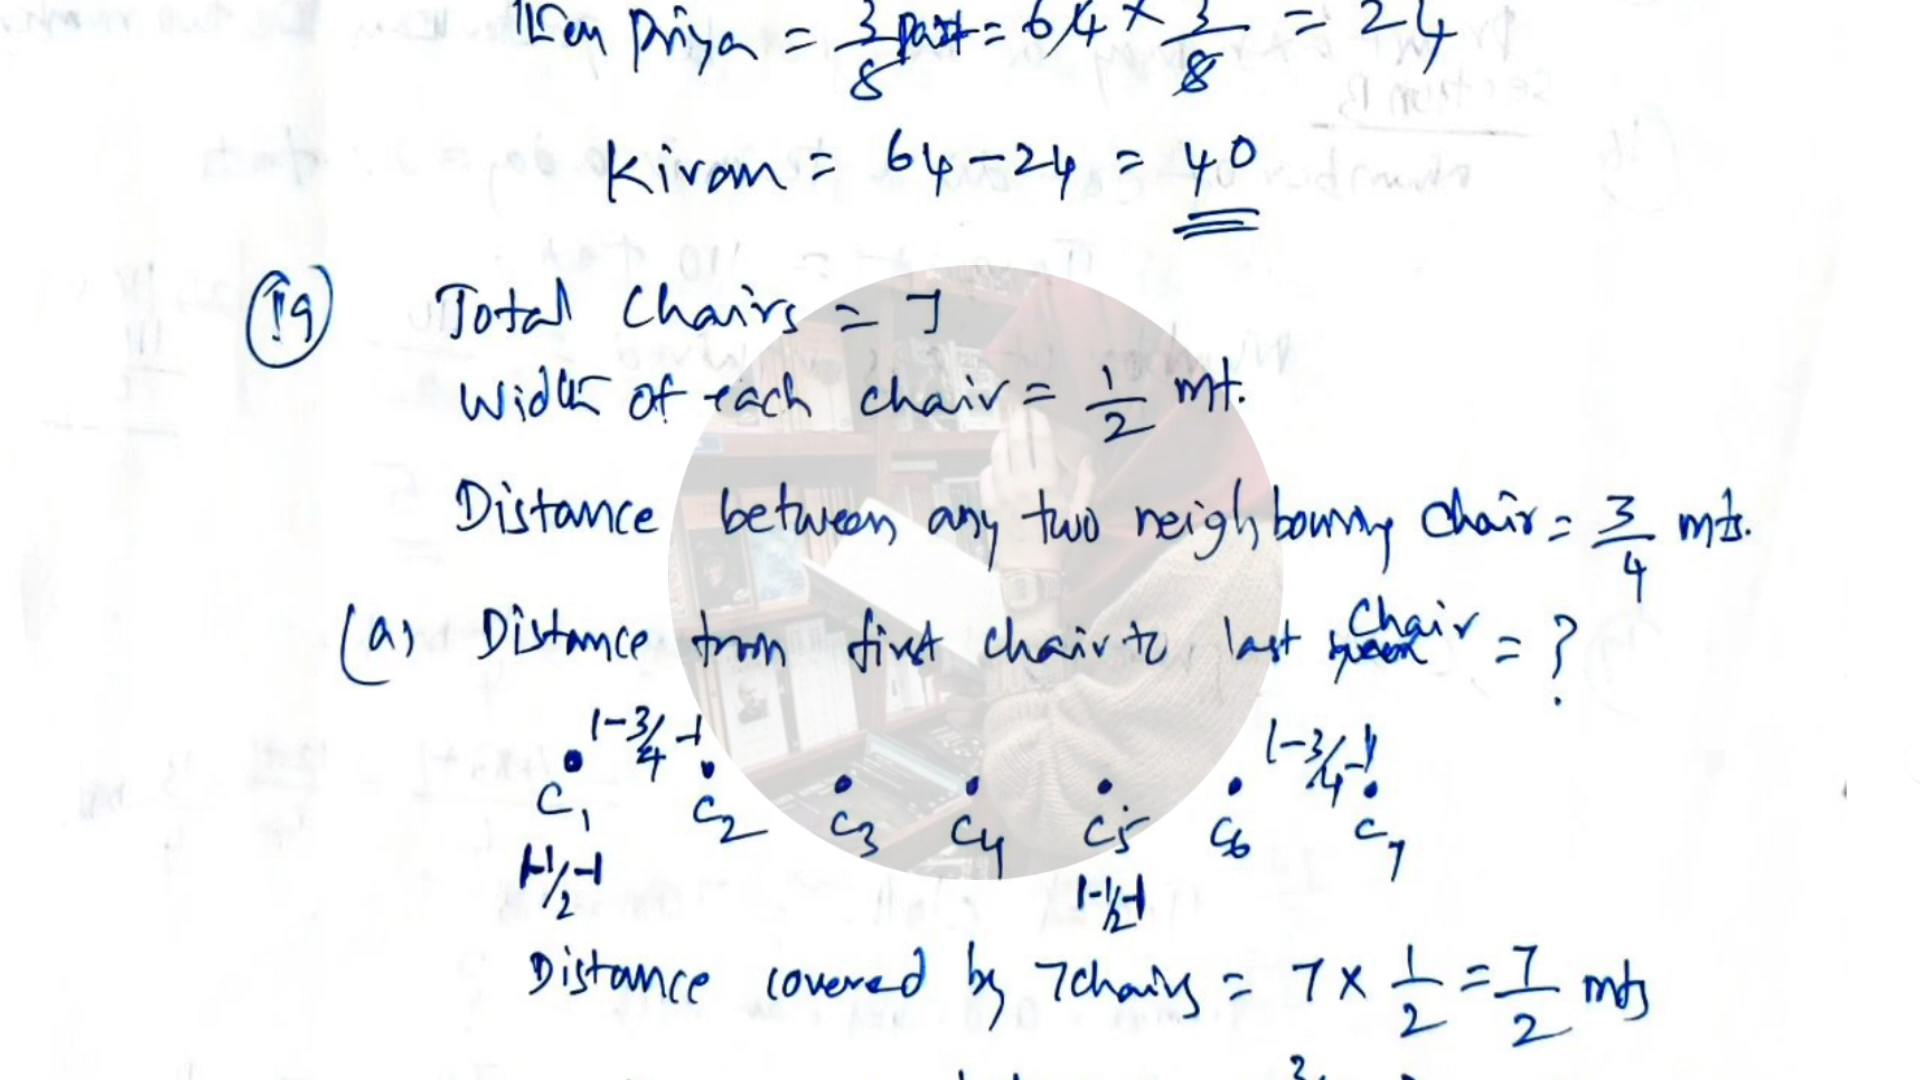 Then Priya = 3/8 part = 64 × 3/8 = 24
Kiran = 64 - 24 = 40
19 Total Chairs = 7
Width of each chair = 1/2 mt.
Distance between any two neighbouring chair = 3/4 mts.
(a) Distance from first chair to last chair = ?
|-3/4-| |-3/4-|
C1 C2 C3 C4 C5 C6 C7
|-1/2-| |-1/2-|
Distance covered by 7 chairs = 7 × 1/2 = 7/2 mts